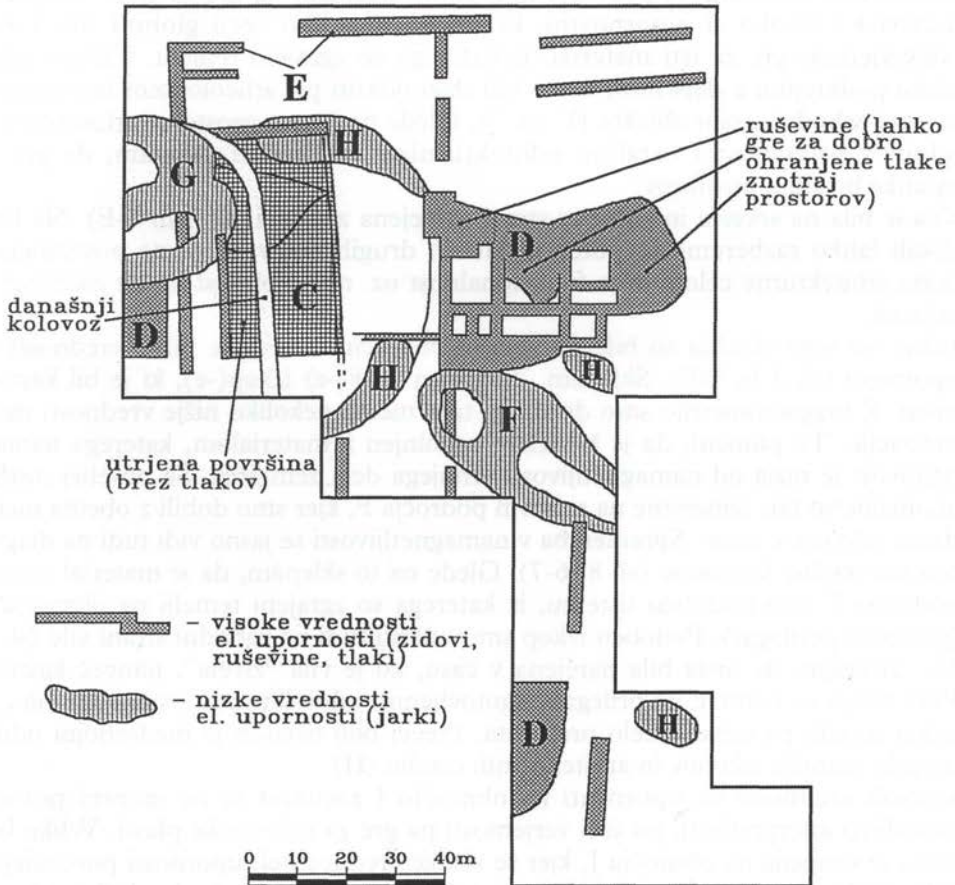 E
H
G
ruševine (lahko
gre za dobro
ohranjene tlake
znotraj
prostorov)
D
C
današnji
kolovoz
D
H
H
F
utrjena površina
(brez tlakov)
– visoke vrednosti
el. upornosti (zidovi,
ruševine, tlaki)
– nizke vrednosti
el. upornosti (jarki)
D
H
0 10 20 30 40m